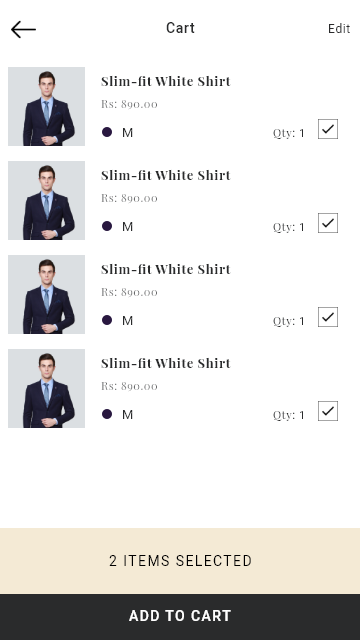 Cart
Edit
Slim-fit White Shirt
Rs: 890.00
M
Qty: 1
Slim-fit White Shirt
Rs: 890.00
M
Qty: 1
Slim-fit White Shirt
Rs: 890.00
M
Qty: 1
Slim-fit White Shirt
Rs: 890.00
M
Qty: 1
2 ITEMS SELECTED
ADD TO CART